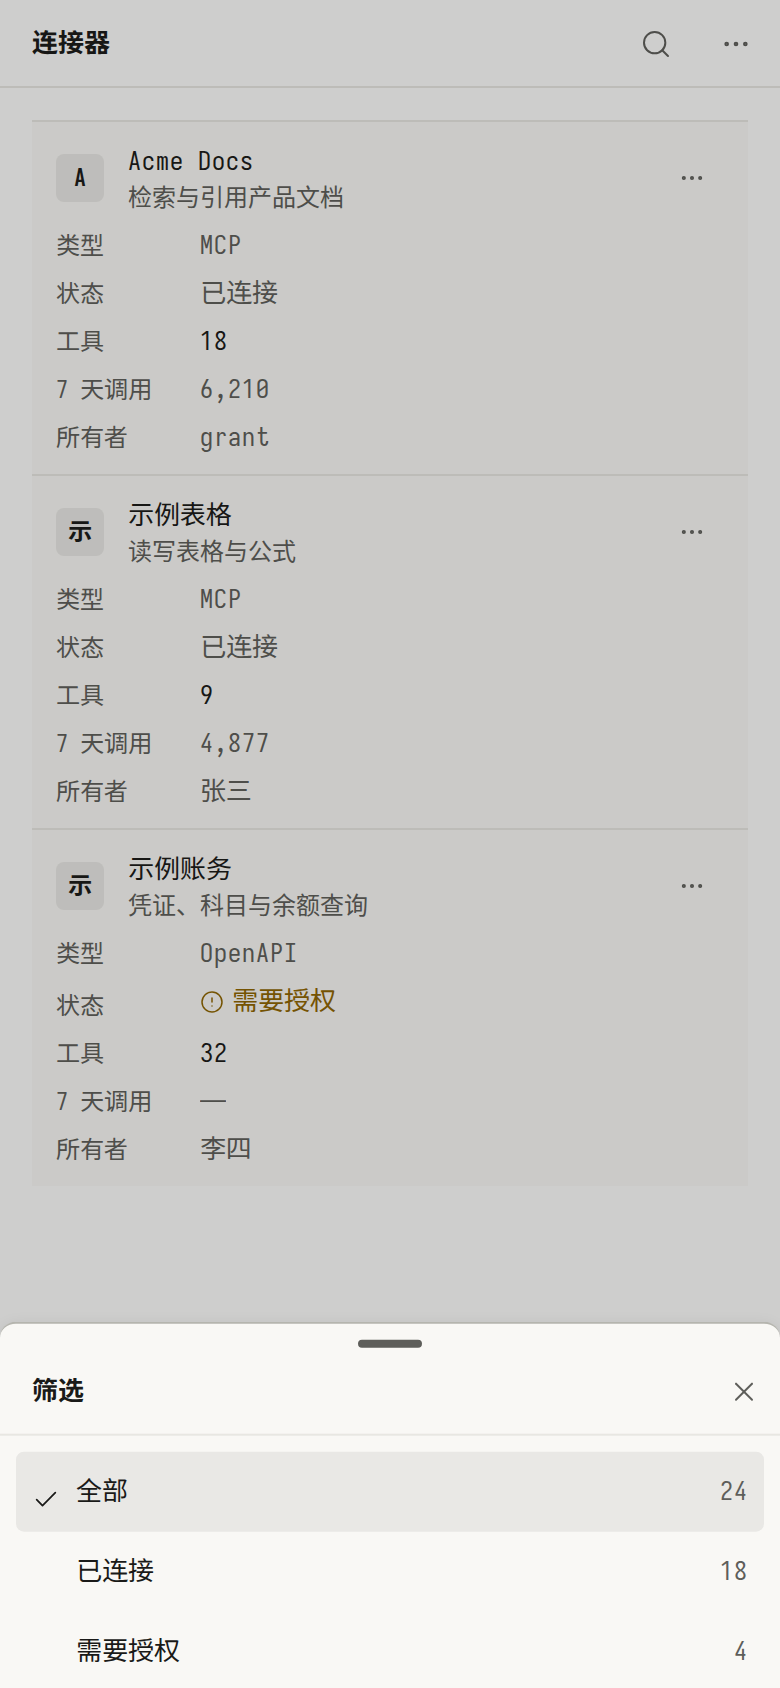 连接器
A
Acme Docs
检索与引用产品文档
类型 MCP
状态 已连接
工具 18
7 天调用 6,210
所有者 grant
示
示例表格
读写表格与公式
类型 MCP
状态 已连接
工具 9
7 天调用 4,877
所有者 张三
示
示例账务
凭证、科目与余额查询
类型 OpenAPI
状态 需要授权
工具 32
7 天调用 —
所有者 李四
筛选
全部 24
已连接 18
需要授权 4